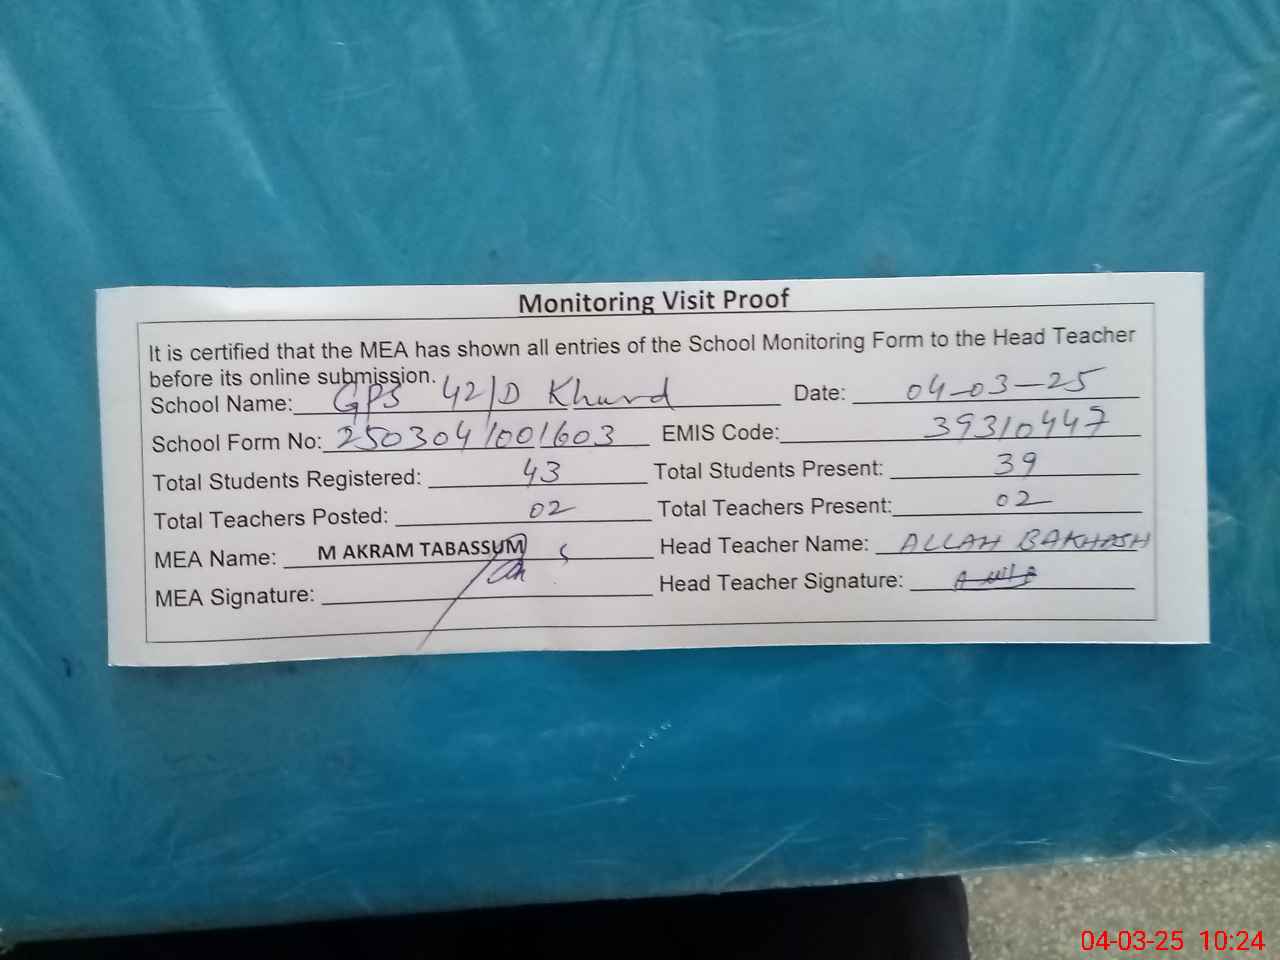 Monitoring Visit Proof
It is certified that the MEA has shown all entries of the School Monitoring Form to the Head Teacher
before its online submission.
School Name: GPS 42/D Khurd Date: 04-03-25
School Form No: 250304/001603 EMIS Code: 39310447
Total Students Registered: 43 Total Students Present: 39
Total Teachers Posted: 02 Total Teachers Present: 02
MEA Name: M AKRAM TABASSUM Head Teacher Name: ALLAH BAKHASH
MEA Signature: Head Teacher Signature:
04-03-25 10:24